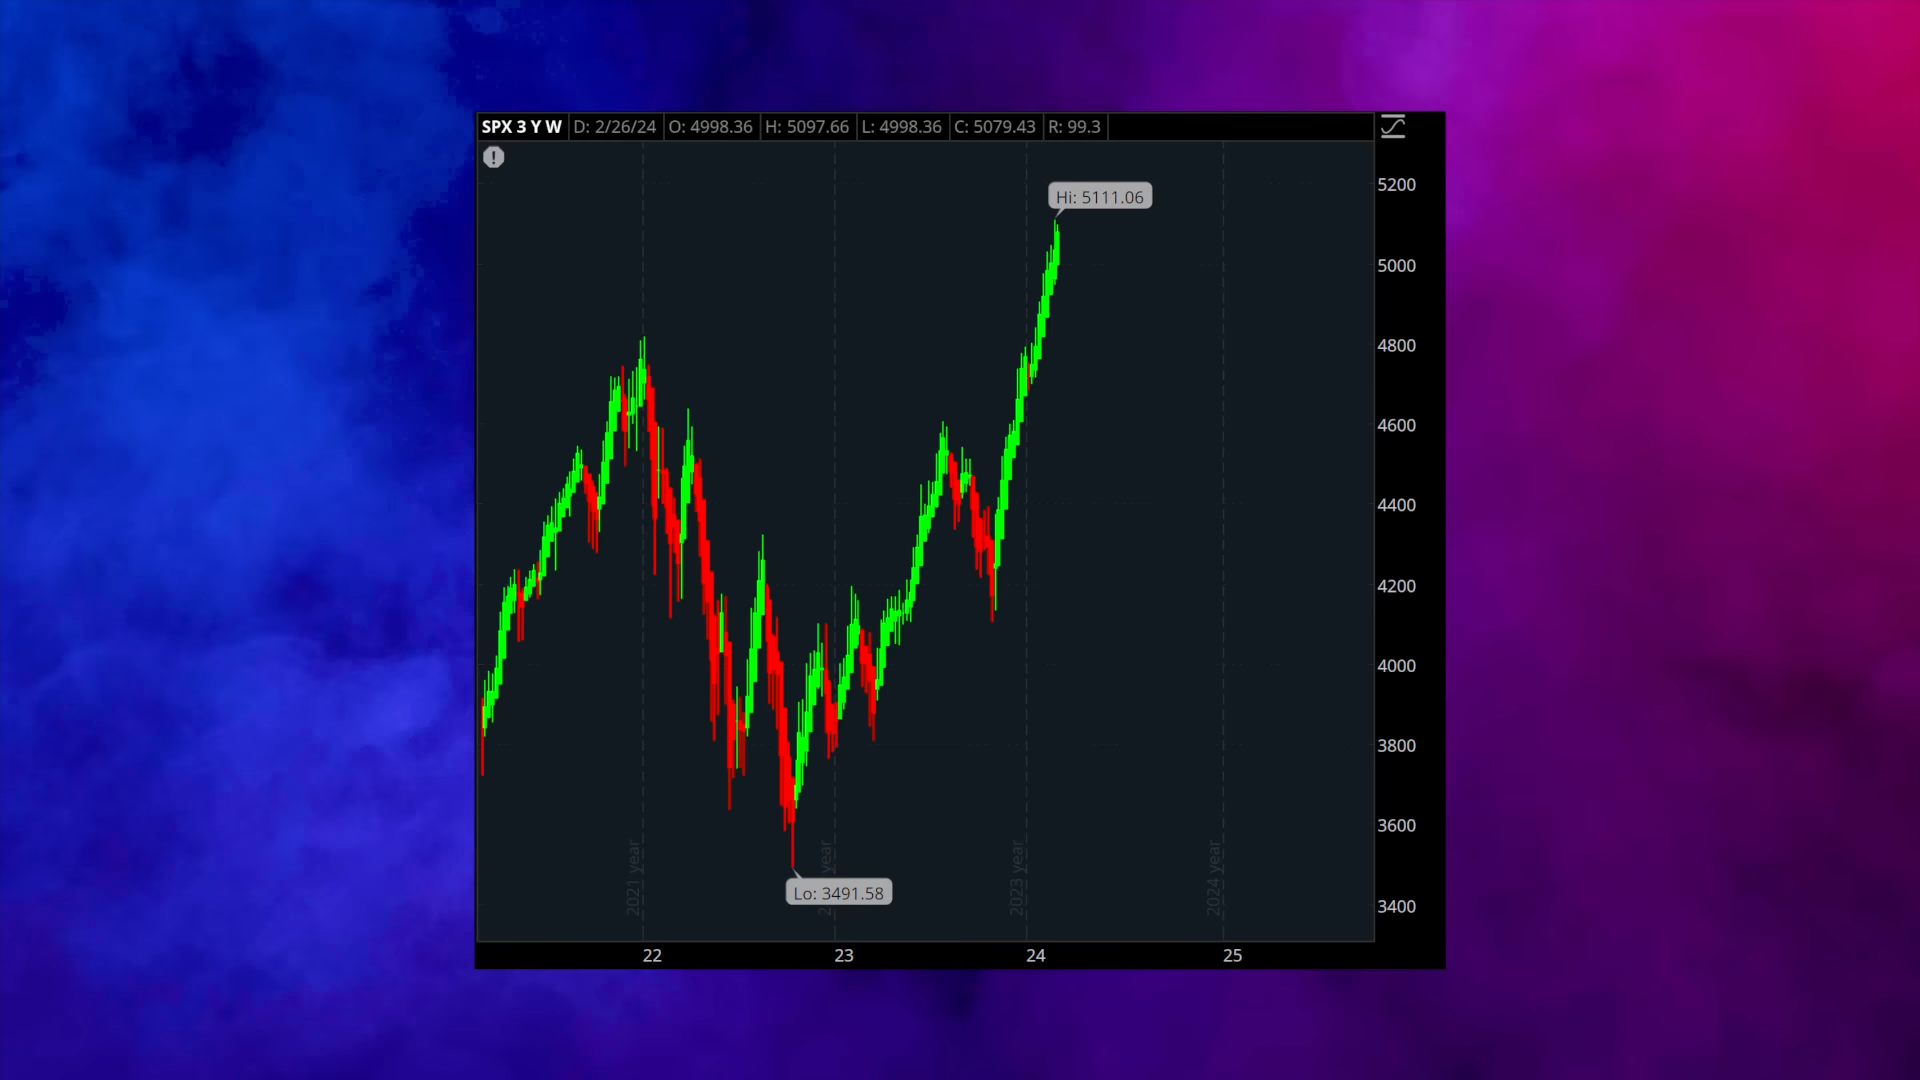 SPX 3 Y W D: 2/26/24 O: 4998.36 H: 5097.66 L: 4998.36 C: 5079.43 R: 99.3
!
Hi: 5111.06
5200
5000
4800
4600
4400
4200
4000
3800
3600
3400
2021 year
year
2023 year
2024 year
Lo: 3491.58
22 23 24 25